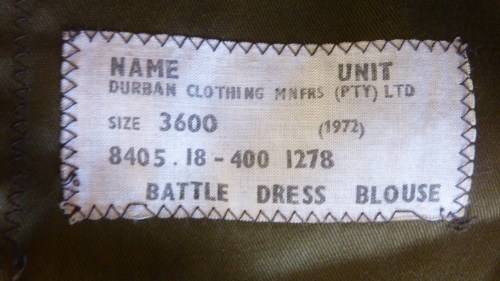 NAME UNIT
DURBAN CLOTHING MNFRS (PTY) LTD
SIZE 3600 (1972)
8405.18-400 1278
BATTLE DRESS BLOUSE